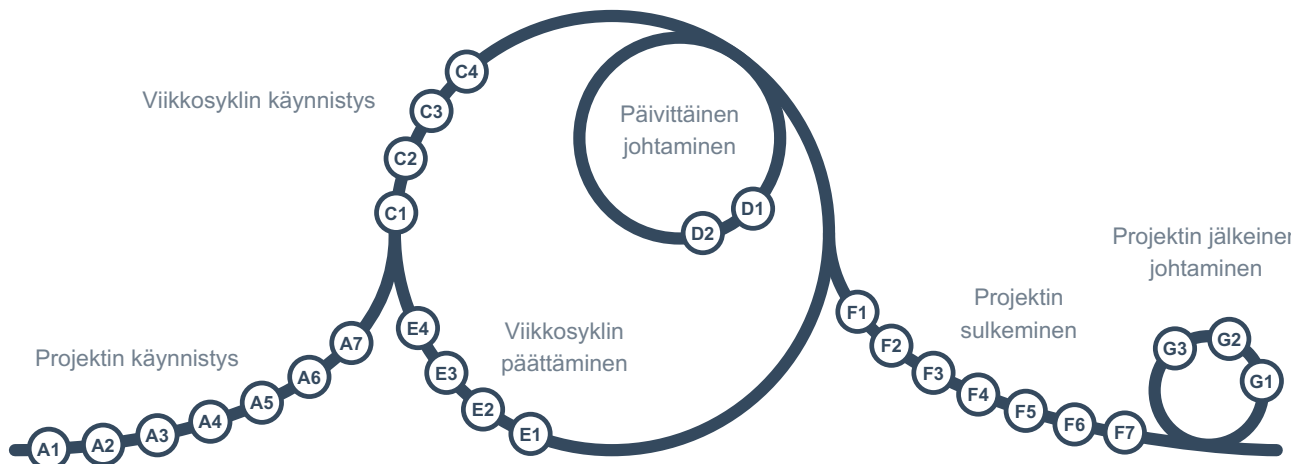 Viikkosyklin käynnistys
C4
C3
C2
C1
Päivittäinen
johtaminen
D1
D2
Projektin käynnistys
A1
A2
A3
A4
A5
A6
A7
Viikkosyklin
päättäminen
E4
E3
E2
E1
Projektin
sulkeminen
F1
F2
F3
F4
F5
F6
F7
Projektin jälkeinen
johtaminen
G3
G2
G1